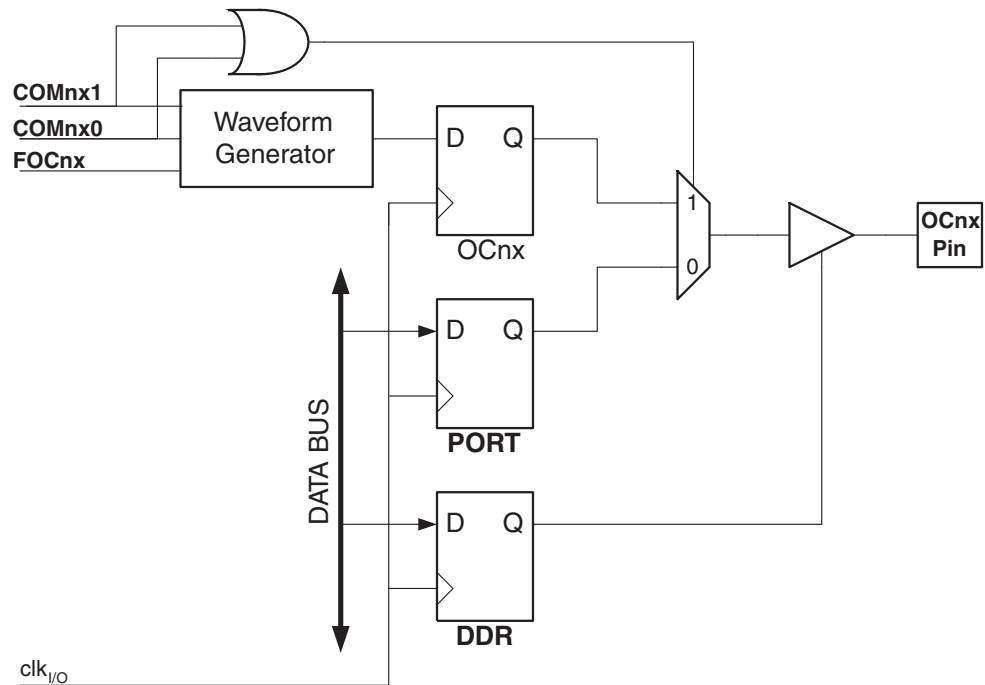 COMnx1
COMnx0
FOCnx
Waveform
Generator
D Q
OCnx
1
0
OCnx
Pin
D Q
PORT
DATA BUS
D Q
DDR
clkI/O